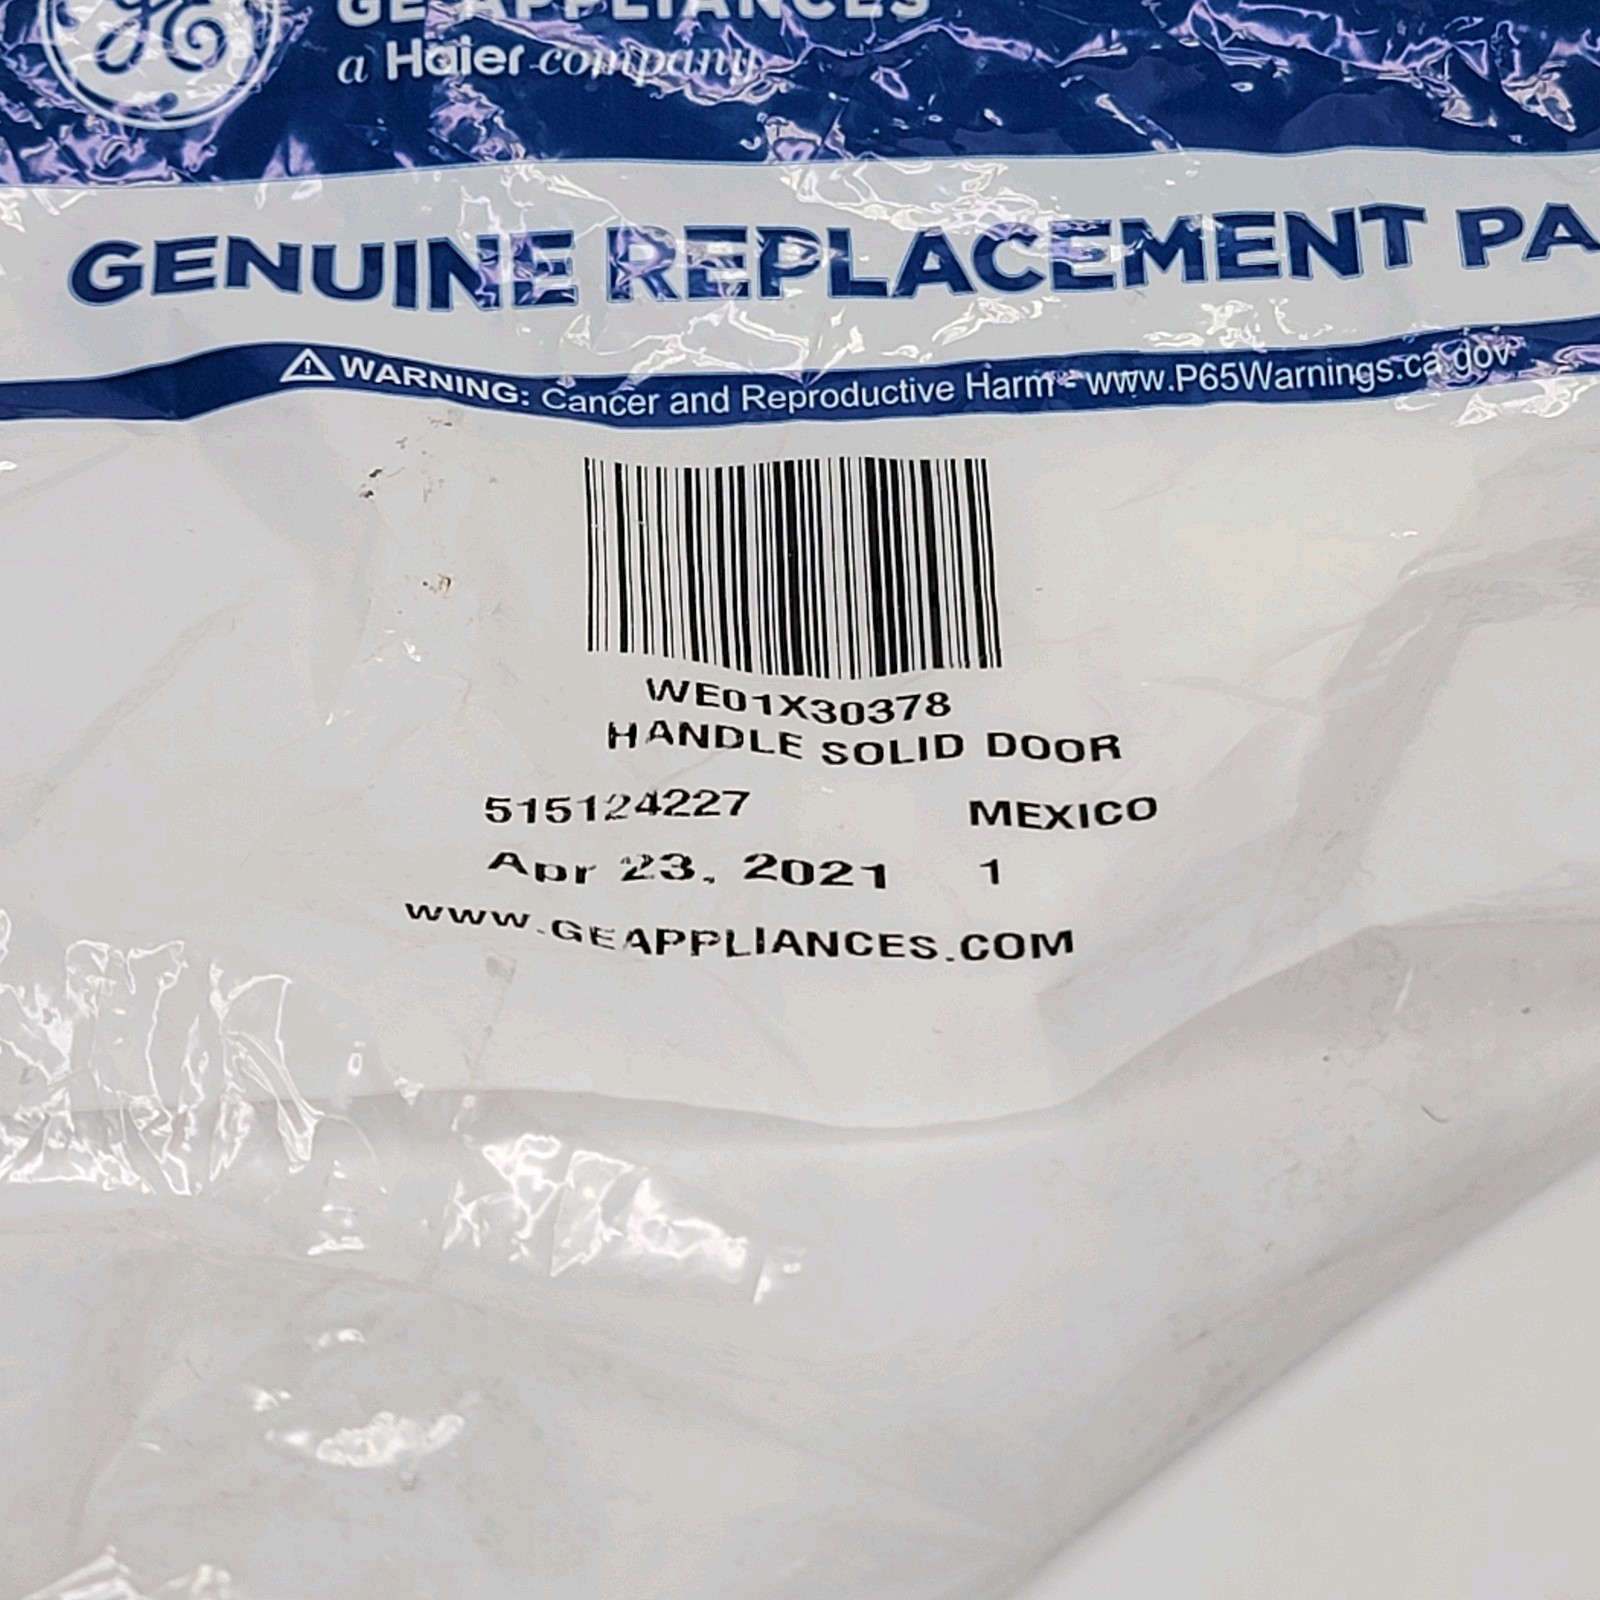 GE APPLIANCES
a Haier company
GENUINE REPLACEMENT PA
⚠ WARNING: Cancer and Reproductive Harm - www.P65Warnings.ca.gov
WE01X30378
HANDLE SOLID DOOR
515124227 MEXICO
Apr 23, 2021 1
www.GEAPPLIANCES.COM